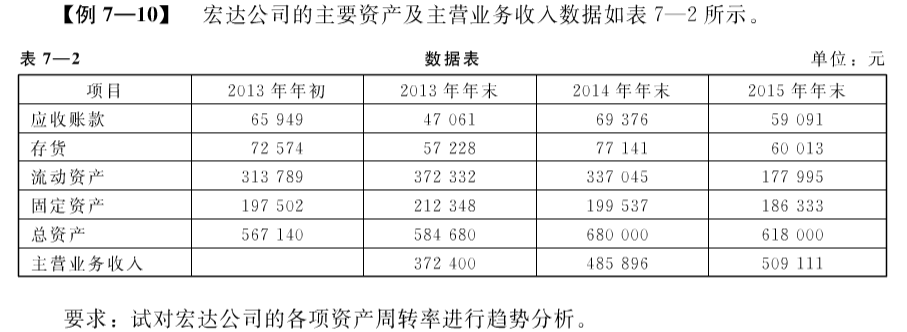 【例 7—10】 宏达公司的主要资产及主营业务收入数据如表 7—2 所示。
表 7—2 数据表 单位：元
项目 2013 年年初 2013 年年末 2014 年年末 2015 年年末
应收账款 65 949 47 061 69 376 59 091
存货 72 574 57 228 77 141 60 013
流动资产 313 789 372 332 337 045 177 995
固定资产 197 502 212 348 199 537 186 333
总资产 567 140 584 680 680 000 618 000
主营业务收入 372 400 485 896 509 111
要求：试对宏达公司的各项资产周转率进行趋势分析。